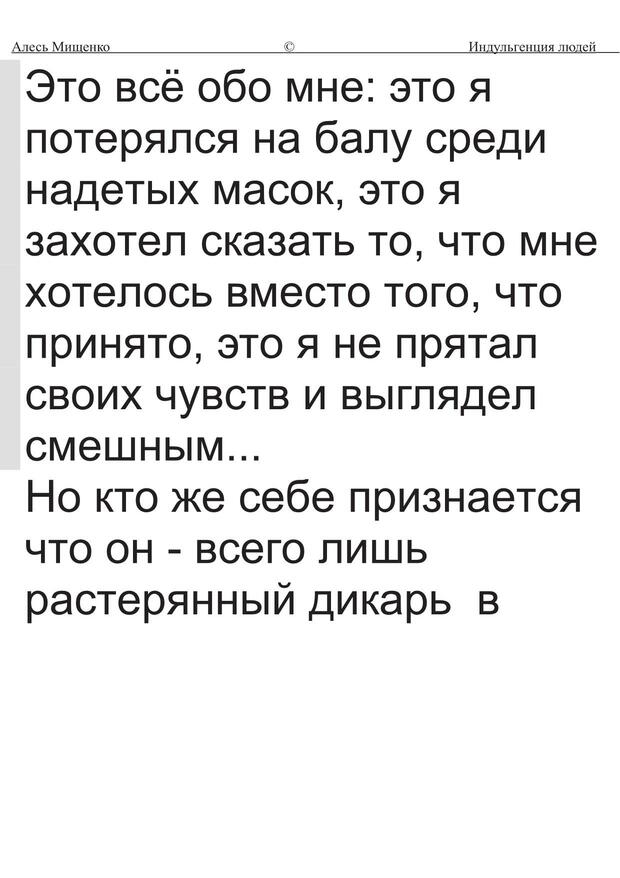 Алесь Мищенко © Индульгенция людей
Это всё обо мне: это я
потерялся на балу среди
надетых масок, это я
захотел сказать то, что мне
хотелось вместо того, что
принято, это я не прятал
своих чувств и выглядел
смешным...
Но кто же себе признается
что он - всего лишь
растерянный дикарь  в